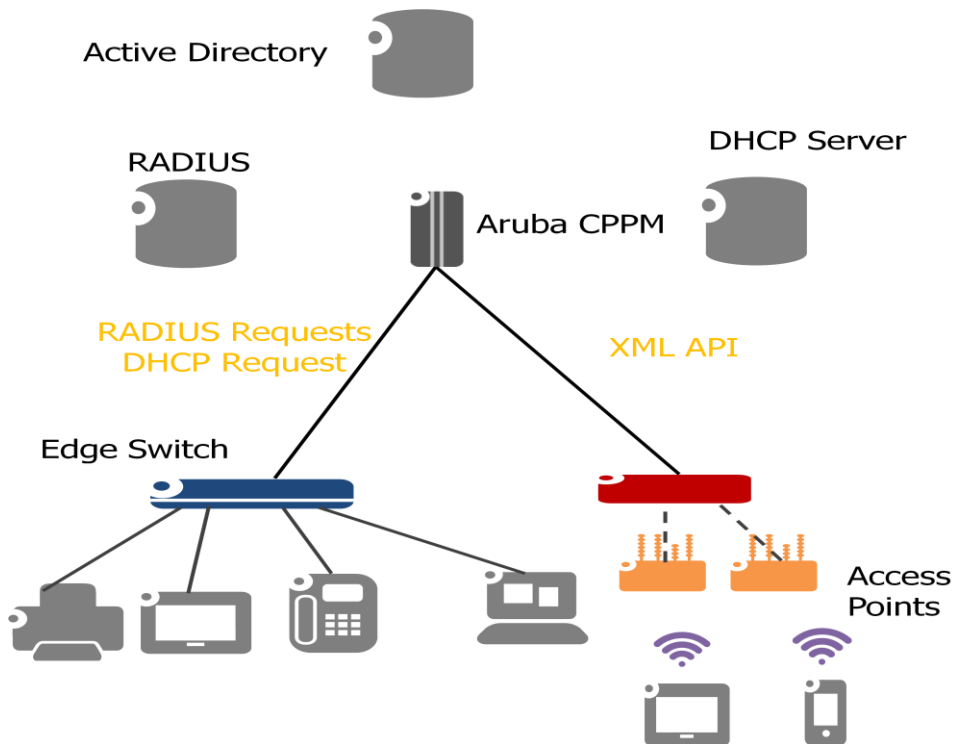 Active Directory
DHCP Server
RADIUS
Aruba CPPM
RADIUS Requests
DHCP Request
XML API
Edge Switch
Access
Points